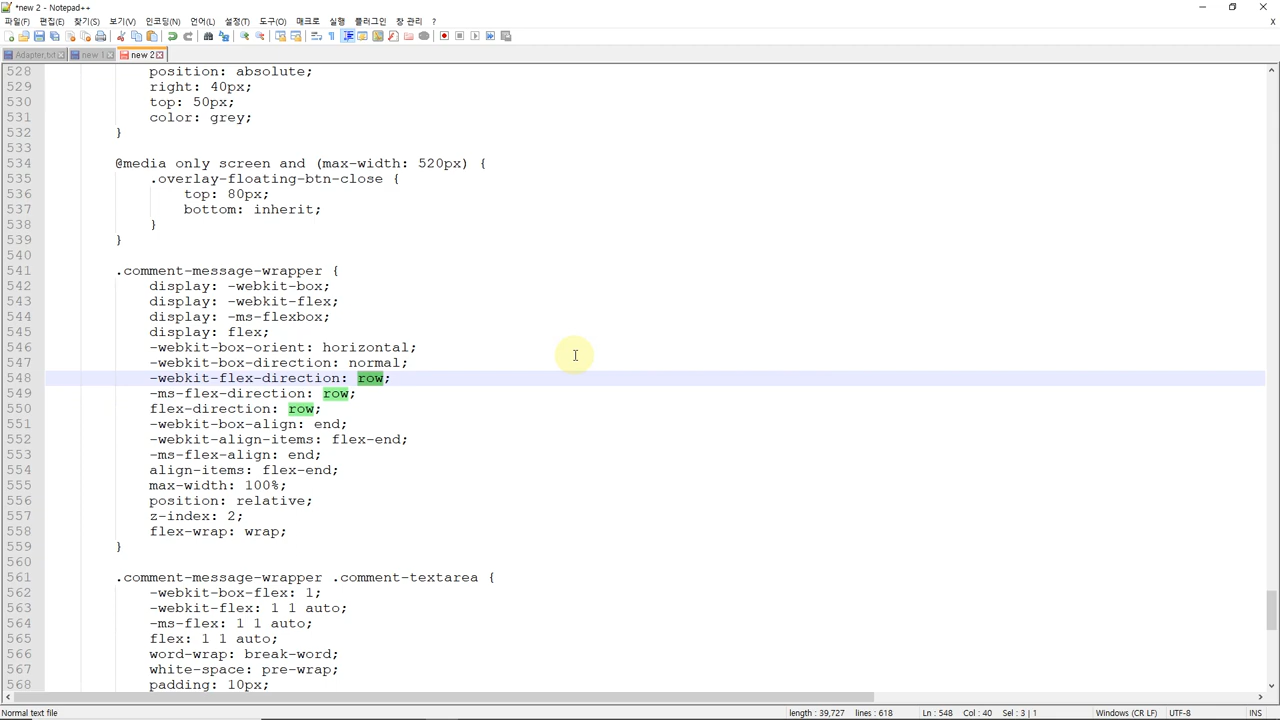 *new 2 - Notepad++
파일(F) 편집(E) 찾기(S) 보기(V) 인코딩(N) 언어(L) 설정(T) 도구(O) 매크로 실행 플러그인 창 관리 ? X
Adapter.txt new 1 new 2
528 position: absolute;
529 right: 40px;
530 top: 50px;
531 color: grey;
532 }
533
534 @media only screen and (max-width: 520px) {
535 .overlay-floating-btn-close {
536 top: 80px;
537 bottom: inherit;
538 }
539 }
540
541 .comment-message-wrapper {
542 display: -webkit-box;
543 display: -webkit-flex;
544 display: -ms-flexbox;
545 display: flex;
546 -webkit-box-orient: horizontal;
547 -webkit-box-direction: normal;
548 -webkit-flex-direction: row;
549 -ms-flex-direction: row;
550 flex-direction: row;
551 -webkit-box-align: end;
552 -webkit-align-items: flex-end;
553 -ms-flex-align: end;
554 align-items: flex-end;
555 max-width: 100%;
556 position: relative;
557 z-index: 2;
558 flex-wrap: wrap;
559 }
560
561 .comment-message-wrapper .comment-textarea {
562 -webkit-box-flex: 1;
563 -webkit-flex: 1 1 auto;
564 -ms-flex: 1 1 auto;
565 flex: 1 1 auto;
566 word-wrap: break-word;
567 white-space: pre-wrap;
568 padding: 10px;
Normal text file length : 39,727 lines : 618 Ln : 548 Col : 40 Sel : 3 | 1 Windows (CR LF) UTF-8 INS